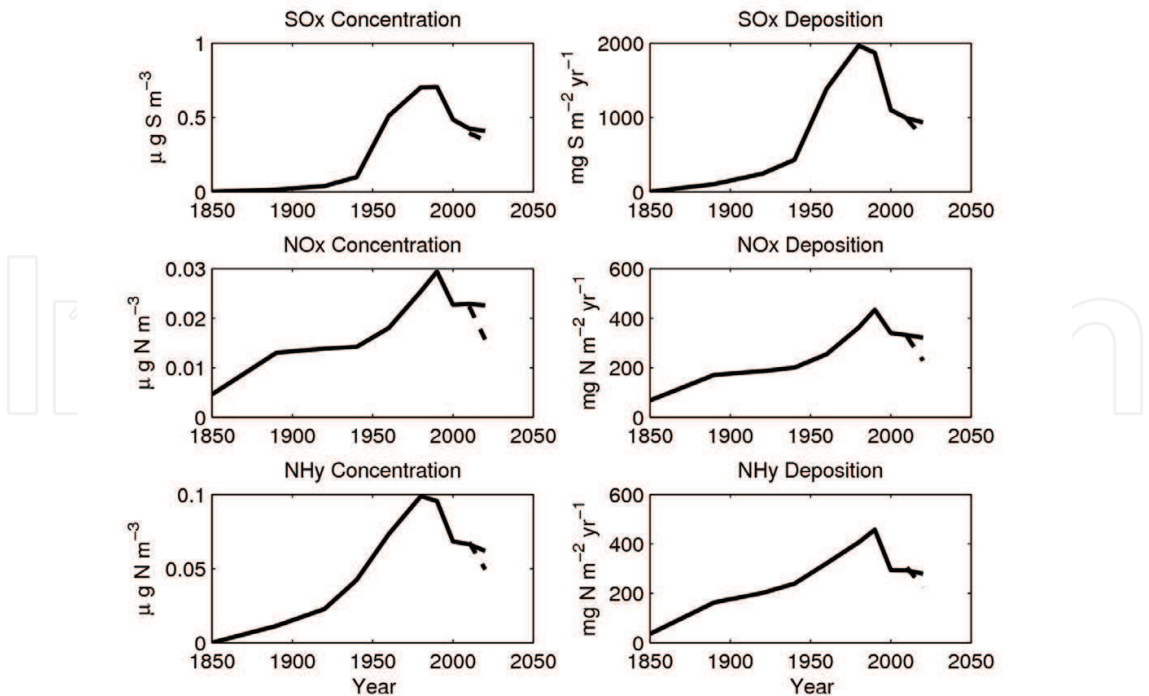 SOx Concentration
SOx Deposition
1
0.5
0
µ g S m⁻³
1850 1900 1950 2000 2050
2000
1000
0
mg S m⁻² yr⁻¹
1850 1900 1950 2000 2050
NOx Concentration
NOx Deposition
0.03
0.02
0.01
0
µ g N m⁻³
1850 1900 1950 2000 2050
600
400
200
0
mg N m⁻² yr⁻¹
1850 1900 1950 2000 2050
NHy Concentration
NHy Deposition
0.1
0.05
0
µ g N m⁻³
1850 1900 1950 2000 2050
Year
600
400
200
0
mg N m⁻² yr⁻¹
1850 1900 1950 2000 2050
Year